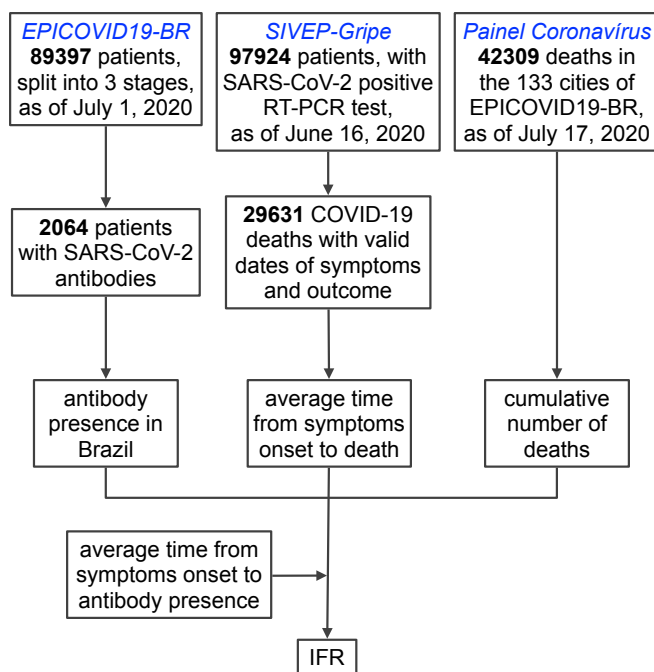 EPICOVID19-BR
89397 patients,
split into 3 stages,
as of July 1, 2020
SIVEP-Gripe
97924 patients, with
SARS-CoV-2 positive
RT-PCR test,
as of June 16, 2020
Painel Coronavírus
42309 deaths in
the 133 cities of
EPICOVID19-BR,
as of July 17, 2020
2064 patients
with SARS-CoV-2
antibodies
29631 COVID-19
deaths with valid
dates of symptoms
and outcome
antibody
presence in
Brazil
average time
from symptoms
onset to death
cumulative
number of
deaths
average time from
symptoms onset to
antibody presence
IFR